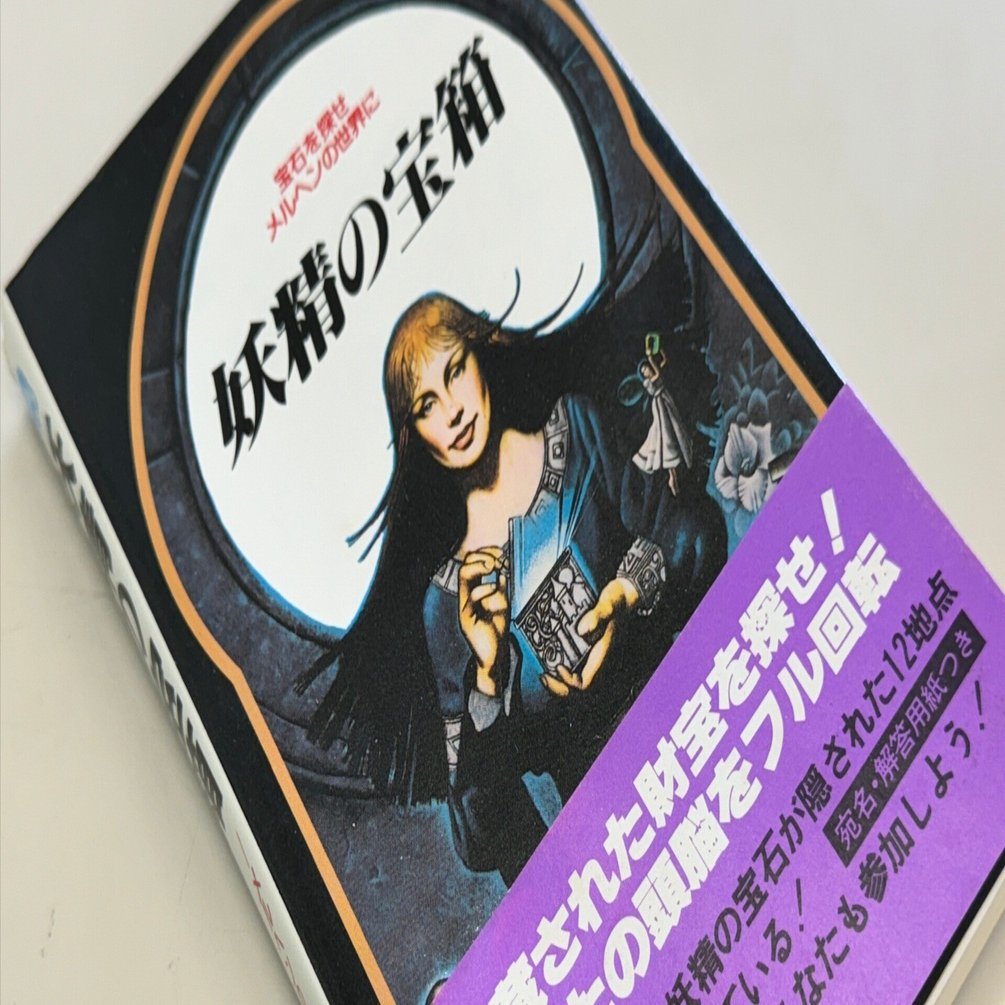 宝石を探せ
メルヘンの世界に
妖精の宝箱
された財宝を探せ!
の頭脳をフル回転
妖精の宝石が隠された12地点
宛名・解答用紙つき
ている!
なたも参加しよう!